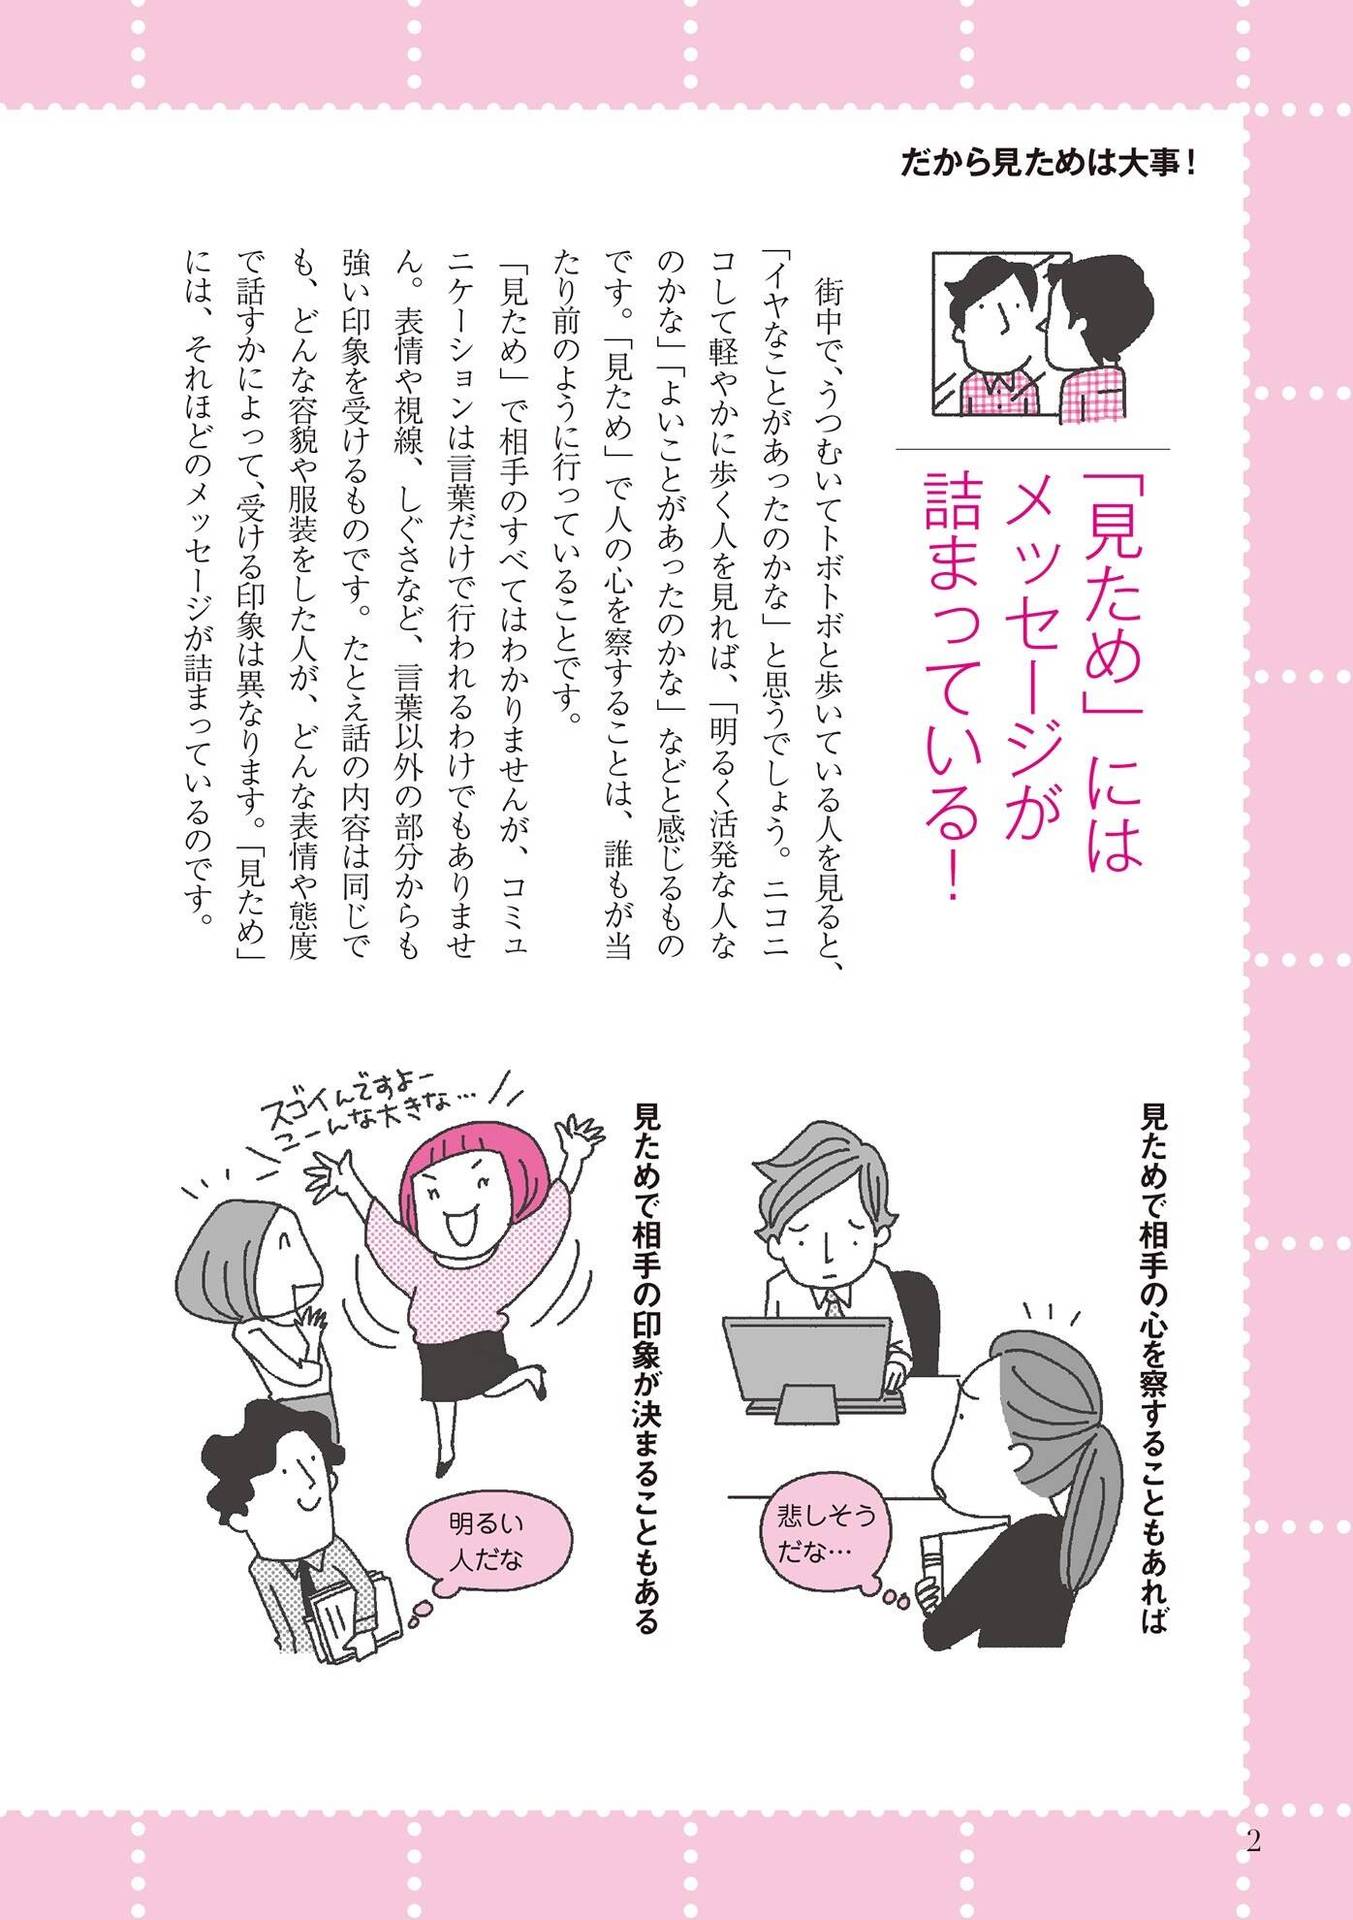 だから見ためは大事！
「見ため」には
メッセージが
詰まっている！
街中で、うつむいてトボトボと歩いている人を見ると、
「イヤなことがあったのかな」と思うでしょう。ニコニ
コして軽やかに歩く人を見れば、「明るく活発な人な
のかな」「よいことがあったのかな」などと感じるもの
です。「見ため」で人の心を察することは、誰もが当
たり前のように行っていることです。
「見ため」で相手のすべてはわかりませんが、コミュ
ニケーションは言葉だけで行われるわけでもありませ
ん。表情や視線、しぐさなど、言葉以外の部分からも
強い印象を受けるものです。たとえ話の内容は同じで
も、どんな容貌や服装をした人が、どんな表情や態度
で話すかによって、受ける印象は異なります。「見ため」
には、それほどのメッセージが詰まっているのです。
見ためで相手の心を察することもあれば
悲しそう
だな…
見ためで相手の印象が決まることもある
スゴイんですよー
こーんな大きな…
明るい
人だな
2